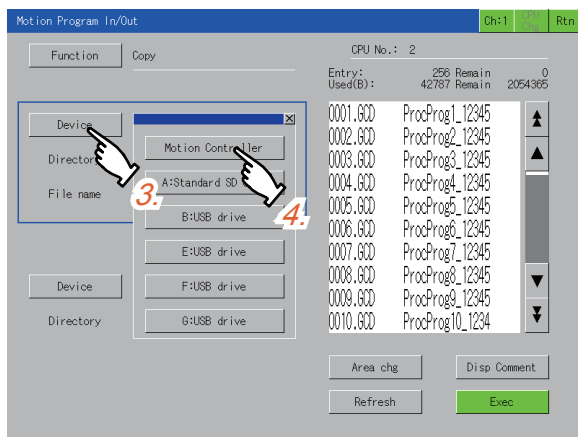 Motion Program In/Out
Ch:1
CPU
Chg
Rtn
Function
Copy
CPU No.: 2
Entry: 256 Remain 0
Used(B): 42787 Remain 2054365
Device
Director
File name
3.
Motion Controller
A:Standard SD
4.
B:USB drive
E:USB drive
F:USB drive
G:USB drive
Device
Directory
0001.GCD ProcProg1_12345
0002.GCD ProcProg2_12345
0003.GCD ProcProg3_12345
0004.GCD ProcProg4_12345
0005.GCD ProcProg5_12345
0006.GCD ProcProg6_12345
0007.GCD ProcProg7_12345
0008.GCD ProcProg8_12345
0009.GCD ProcProg9_12345
0010.GCD ProcProg10_1234
Area chg
Disp Comment
Refresh
Exec